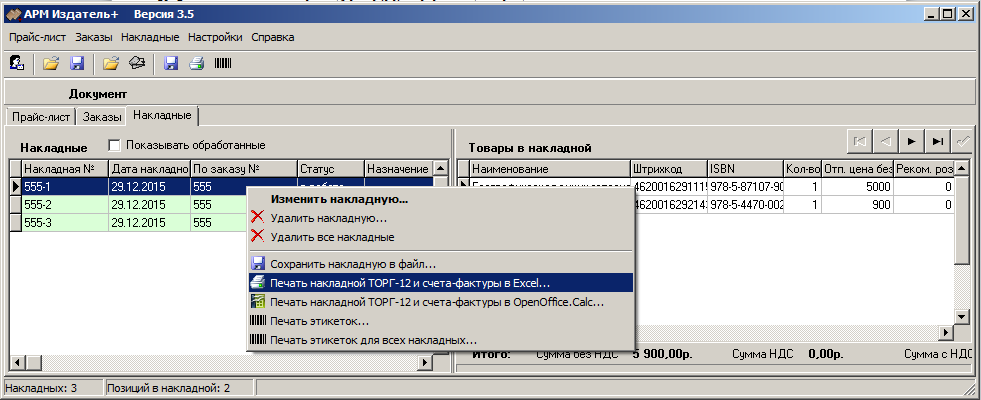 АРМ Издатель+ Версия 3.5
Прайс-лист Заказы Накладные Настройки Справка
Документ
Прайс-лист Заказы Накладные
Накладные Показывать обработанные
Товары в накладной
Накладная № Дата накладно По заказу № Статус Назначение
Наименование Штрихкод ISBN Кол-во Отп. цена без Реком. роз
555-1 29.12.2015 555
4620016291115 978-5-87107-90 1 5000 0
555-2 29.12.2015 555
4620016292143 978-5-4470-002 1 900 0
555-3 29.12.2015 555
Изменить накладную...
Удалить накладную...
Удалить все накладные
Сохранить накладную в файл...
Печать накладной ТОРГ-12 и счета-фактуры в Excel...
Печать накладной ТОРГ-12 и счета-фактуры в OpenOffice.Calc...
Печать этикеток...
Печать этикеток для всех накладных...
Итого: Сумма без НДС 5 900,00р. Сумма НДС 0,00р. Сумма с НДС
Накладных: 3 Позиций в накладной: 2